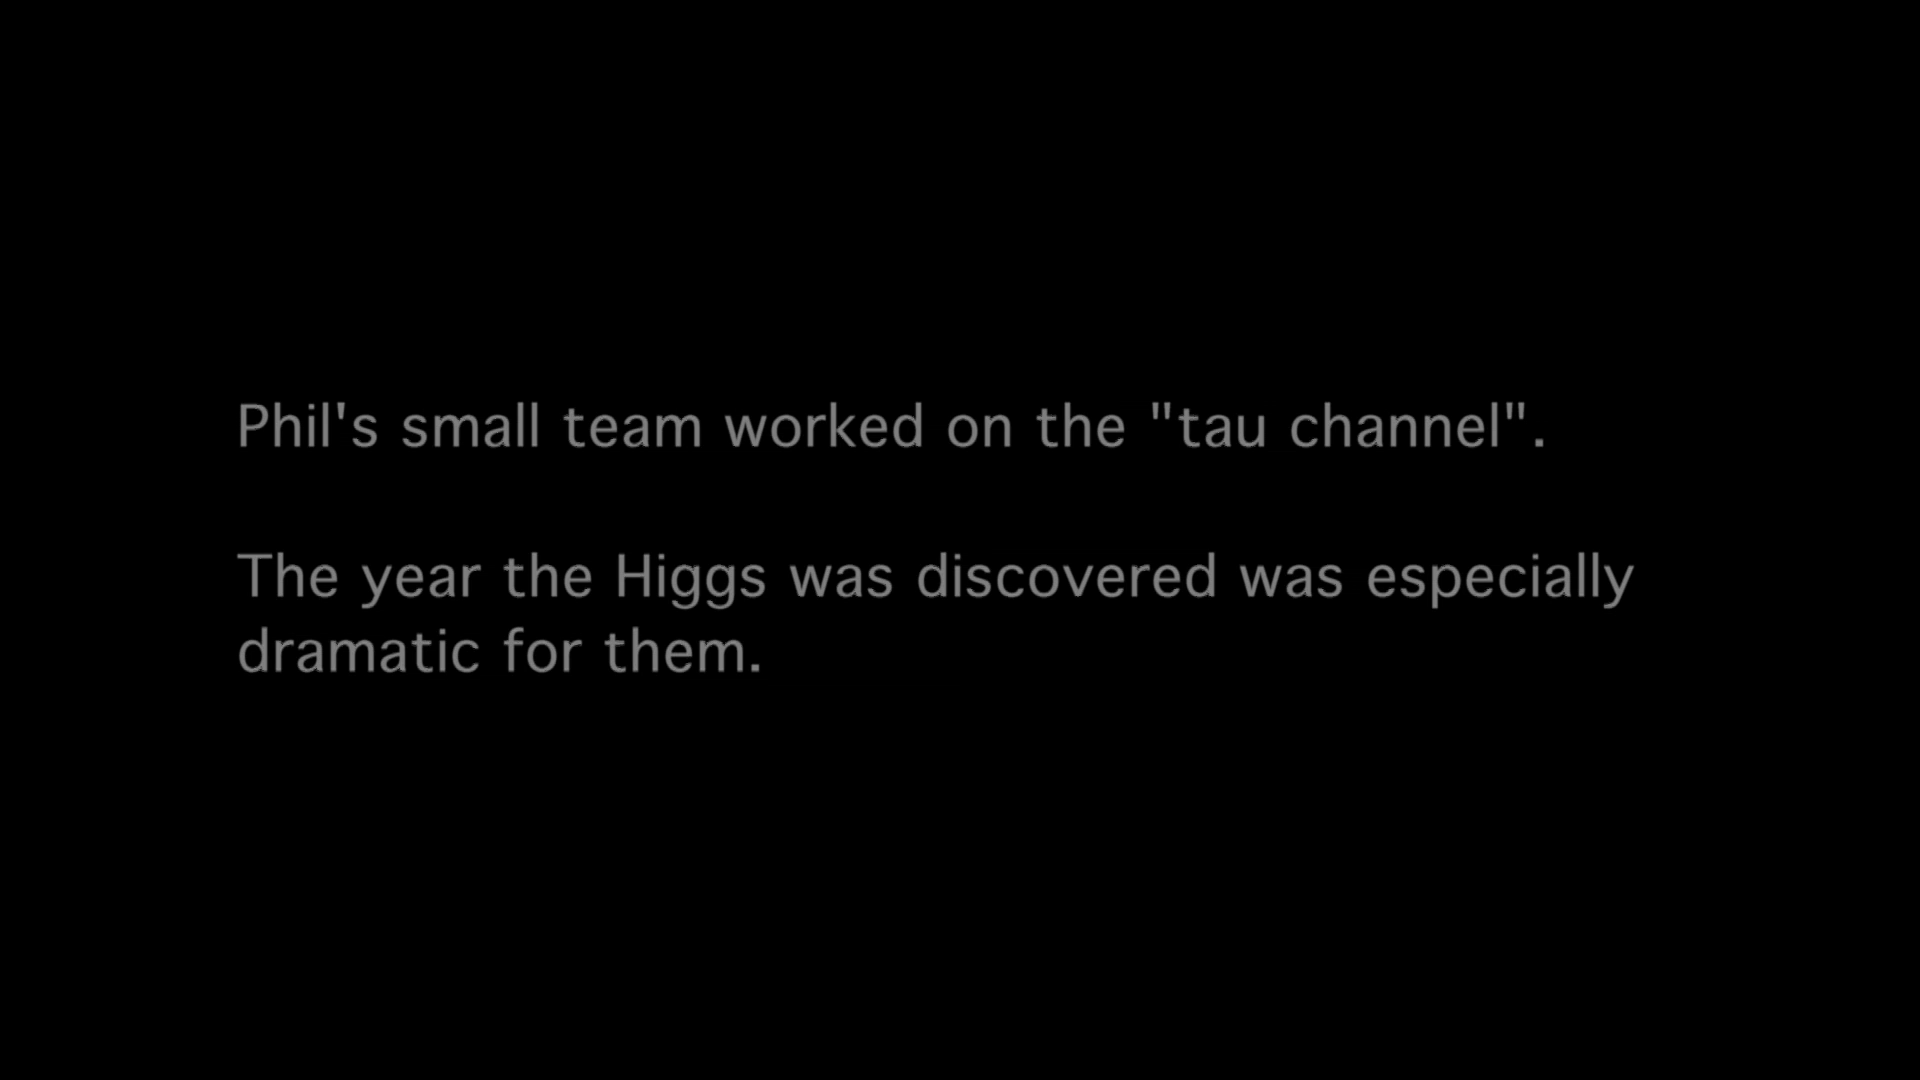 Phil's small team worked on the "tau channel".
The year the Higgs was discovered was especially
dramatic for them.